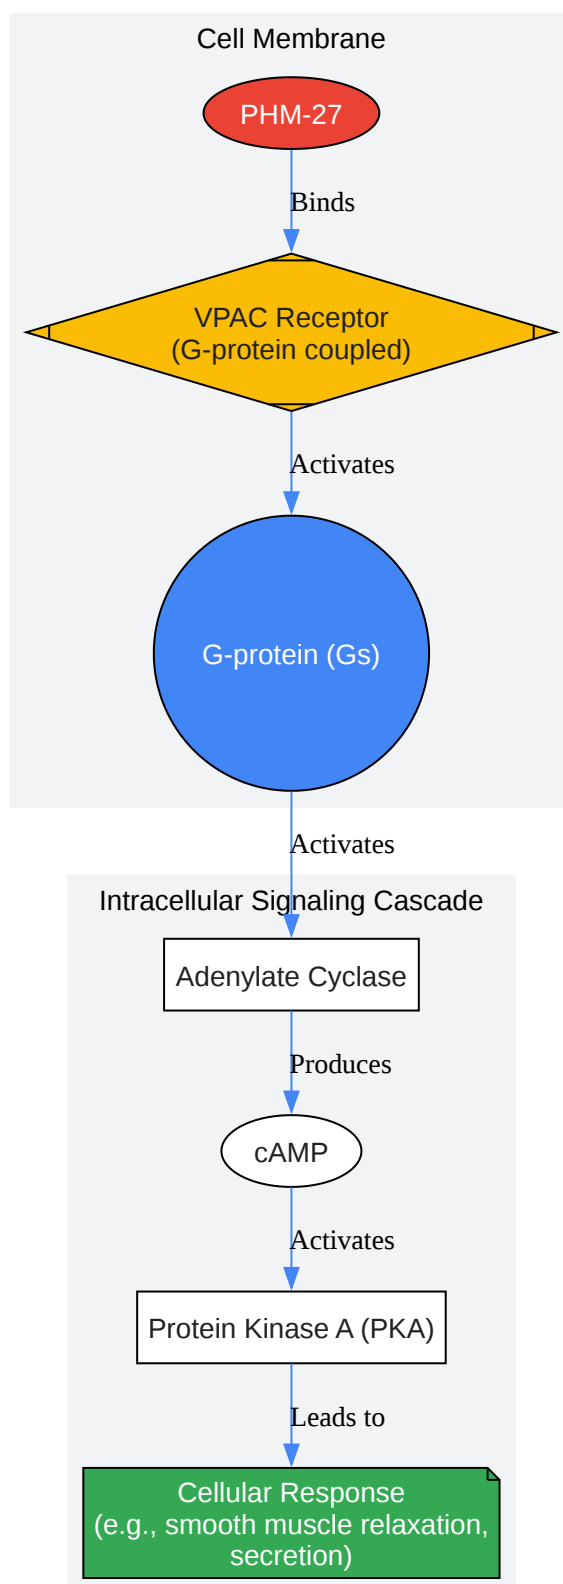 Cell Membrane
PHM-27
Binds
VPAC Receptor
(G-protein coupled)
Activates
G-protein (Gs)
Activates
Intracellular Signaling Cascade
Adenylate Cyclase
Produces
cAMP
Activates
Protein Kinase A (PKA)
Leads to
Cellular Response
(e.g., smooth muscle relaxation,
secretion)